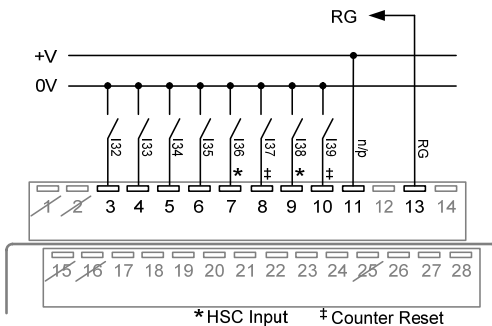 RG
+V
0V
I32 I33 I34 I35 I36 I37 I38 I39 n/p RG
* ‡ * ‡
1 2 3 4 5 6 7 8 9 10 11 12 13 14
15 16 17 18 19 20 21 22 23 24 25 26 27 28
* HSC Input ‡ Counter Reset